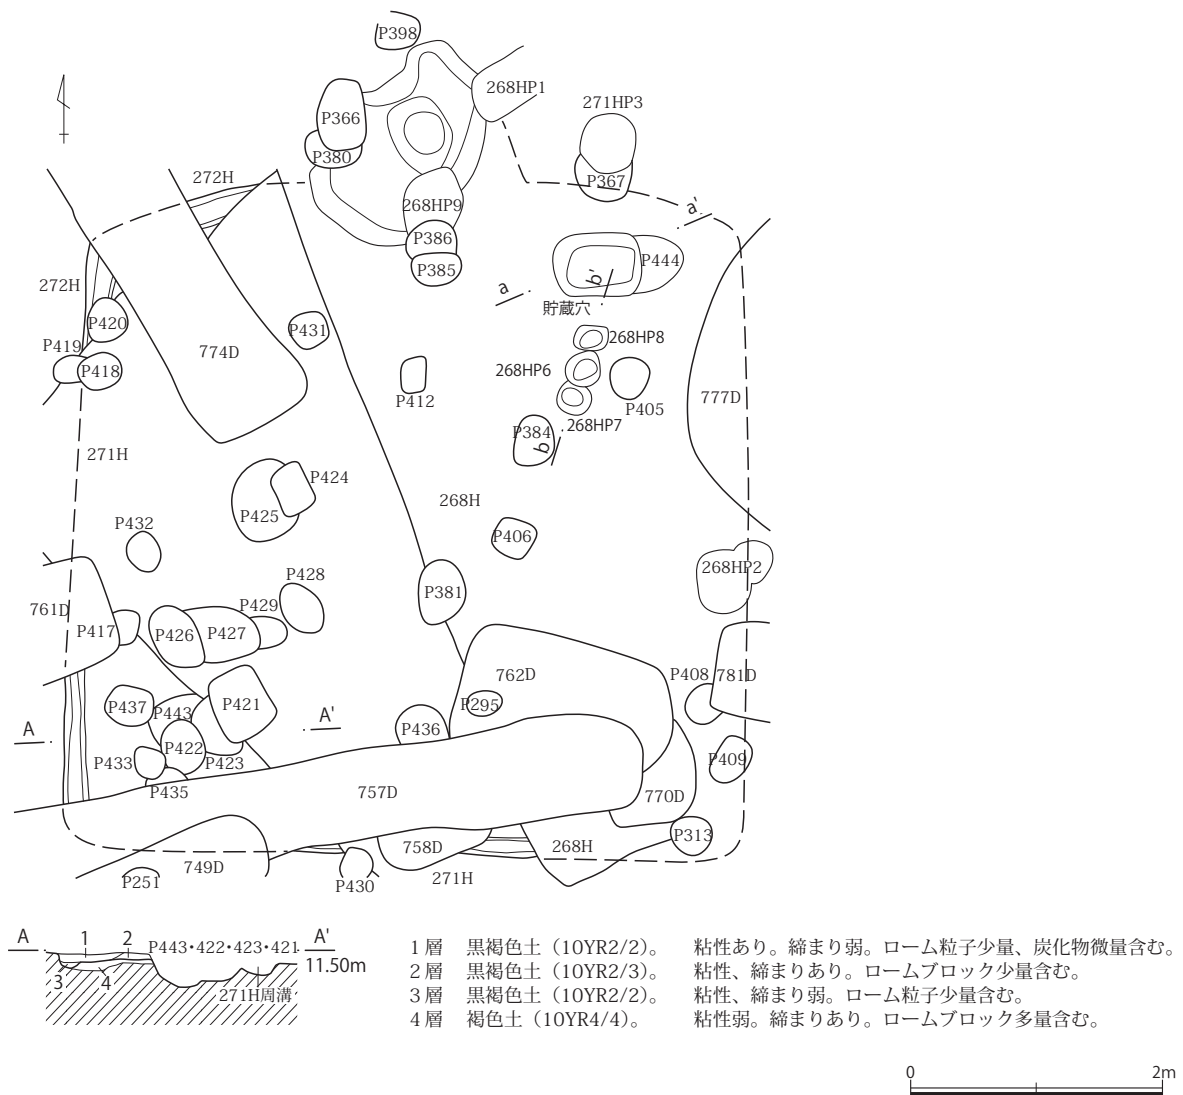 P398
268HP1
271HP3
P366
P380
P367
272H
268HP9
a'
P386
P385
P444
272H
a
b'
貯蔵穴
P420
P431
268HP8
P419
P418
774D
268HP6
P405
777D
P412
268HP7
P384
b
271H
P424
P425
268H
P432
P406
268HP2
P428
P381
761D
P429
P417
P426
P427
762D
P408
781D
P437
P443
P421
P295
A
A'
P436
P422
P433
P423
P409
P435
757D
770D
P313
749D
758D
268H
P251
P430
271H
A
1
2
P443・422・423・421
A'
11.50m
3
4
271H周溝
1層 黒褐色土（10YR2/2）。 粘性あり。締まり弱。ローム粒子少量、炭化物微量含む。
2層 黒褐色土（10YR2/3）。 粘性、締まりあり。ロームブロック少量含む。
3層 黒褐色土（10YR2/2）。 粘性、締まり弱。ローム粒子少量含む。
4層 褐色土（10YR4/4）。 粘性弱。締まりあり。ロームブロック多量含む。
0
2m